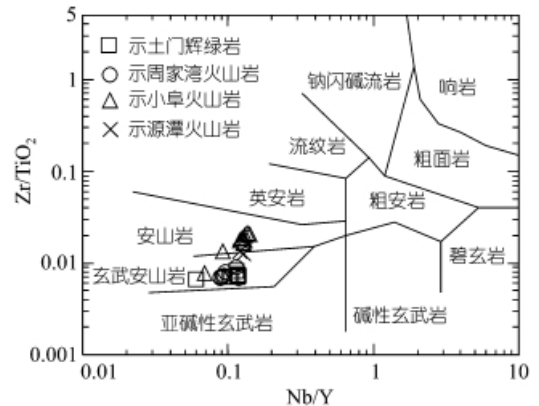 5
1
0.1
0.01
0.001
Zr/TiO2
示土门辉绿岩
示周家湾火山岩
示小阜火山岩
示源潭火山岩
钠闪碱流岩
响岩
流纹岩
粗面岩
英安岩
粗安岩
安山岩
碧玄岩
玄武安山岩
亚碱性玄武岩
碱性玄武岩
0.01
0.1
1
10
Nb/Y